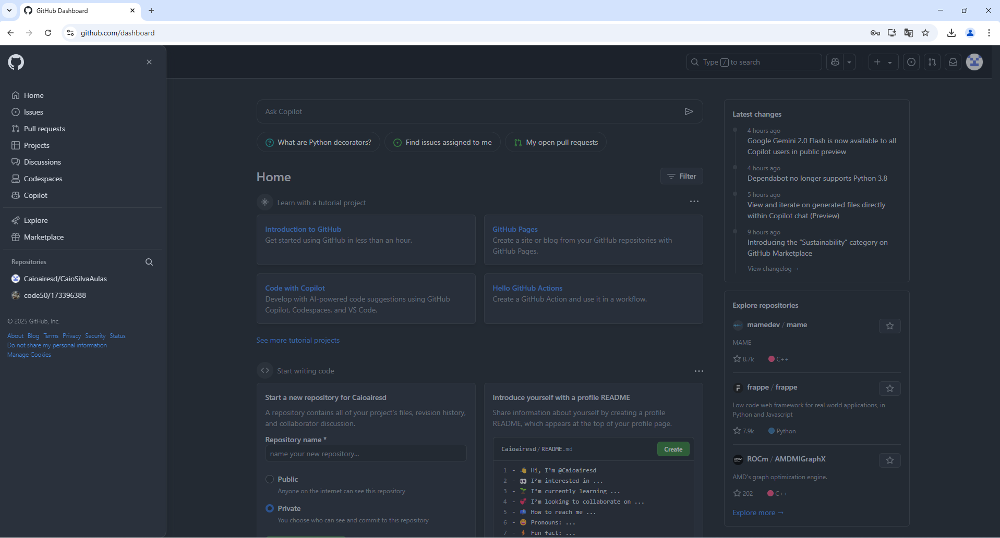 GitHub Dashboard
github.com/dashboard
Type / to search
Home
Issues
Pull requests
Projects
Discussions
Codespaces
Copilot
Explore
Marketplace
Repositories
Caioairesd/CaioSilvaAulas
code50/173396388
© 2025 GitHub, Inc.
About Blog Terms Privacy Security Status
Do not share my personal information
Manage Cookies
Ask Copilot
What are Python decorators?
Find issues assigned to me
My open pull requests
Home
Filter
Learn with a tutorial project
Introduction to GitHub
Get started using GitHub in less than an hour.
GitHub Pages
Create a site or blog from your GitHub repositories with
GitHub Pages.
Code with Copilot
Develop with AI-powered code suggestions using GitHub
Copilot, Codespaces, and VS Code.
Hello GitHub Actions
Create a GitHub Action and use it in a workflow.
See more tutorial projects
Start writing code
Start a new repository for Caioairesd
A repository contains all of your project's files, revision history,
and collaborator discussion.
Repository name *
name your new repository...
Public
Anyone on the internet can see this repository
Private
You choose who can see and commit to this repository
Introduce yourself with a profile README
Share information about yourself by creating a profile
README, which appears at the top of your profile page.
Caioairesd / README.md
Create
1 - 👋 Hi, I’m @Caioairesd
2 - 👀 I’m interested in ...
3 - 🌱 I’m currently learning ...
4 - 💞️ I’m looking to collaborate on ...
5 - 📫 How to reach me ...
6 - 😄 Pronouns: ...
7 - ⚡ Fun fact: ...
Latest changes
4 hours ago
Google Gemini 2.0 Flash is now available to all
Copilot users in public preview
4 hours ago
Dependabot no longer supports Python 3.8
5 hours ago
View and iterate on generated files directly
within Copilot chat (Preview)
9 hours ago
Introducing the “Sustainability” category on
GitHub Marketplace
View changelog →
Explore repositories
mamedev / mame
MAME
8.7k C++
frappe / frappe
Low code web framework for real world applications, in
Python and Javascript
7.9k Python
ROCm / AMDMIGraphX
AMD's graph optimization engine.
202 C++
Explore more →